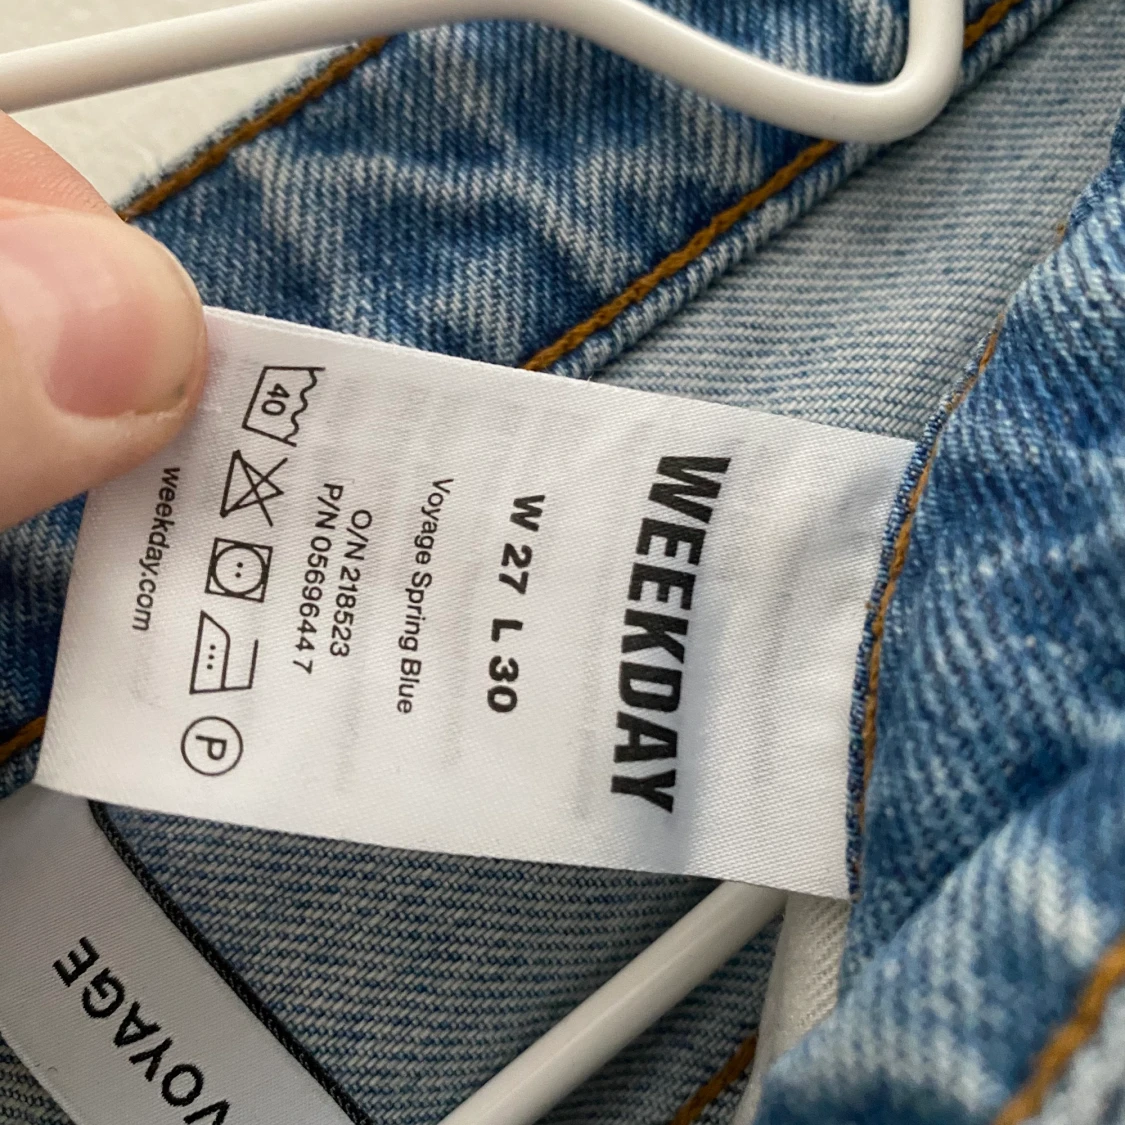 WEEKDAY
W 27 L 30
Voyage Spring Blue
O/N 218523
P/N 0569644 7
40
P
weekday.com
VOYAGE